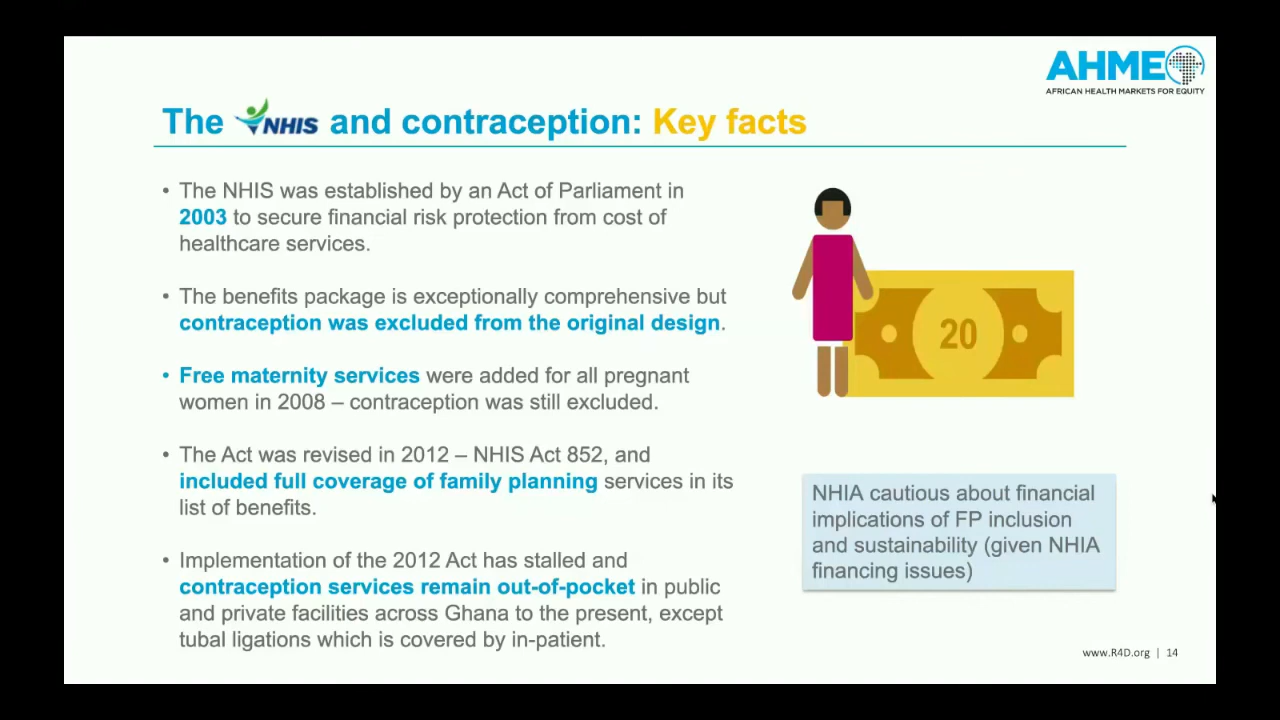 AHME
AFRICAN HEALTH MARKETS FOR EQUITY
The NHIS and contraception: Key facts
• The NHIS was established by an Act of Parliament in
2003 to secure financial risk protection from cost of
healthcare services.
• The benefits package is exceptionally comprehensive but
contraception was excluded from the original design.
• Free maternity services were added for all pregnant
women in 2008 – contraception was still excluded.
• The Act was revised in 2012 – NHIS Act 852, and
included full coverage of family planning services in its
list of benefits.
• Implementation of the 2012 Act has stalled and
contraception services remain out-of-pocket in public
and private facilities across Ghana to the present, except
tubal ligations which is covered by in-patient.
20
NHIA cautious about financial
implications of FP inclusion
and sustainability (given NHIA
financing issues)
www.R4D.org | 14